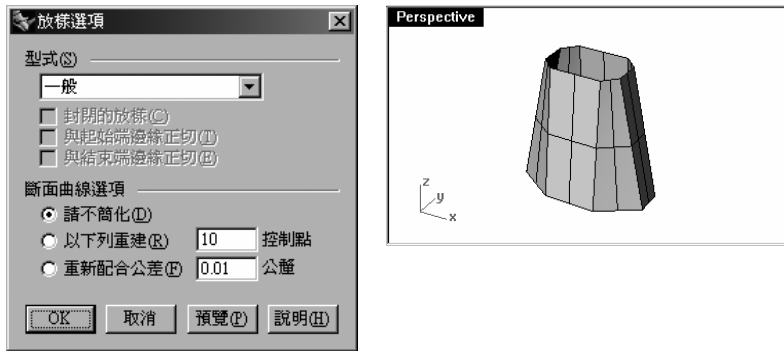 放樣選項
型式(S)
一般
封閉的放樣(C)
與起始端邊緣正切(T)
與結束端邊緣正切(E)
斷面曲線選項
請不簡化(D)
以下列重建(R) 10 控制點
重新配合公差(F) 0.01 公釐
OK 取消 預覽(P) 說明(H)
Perspective
z
y
x